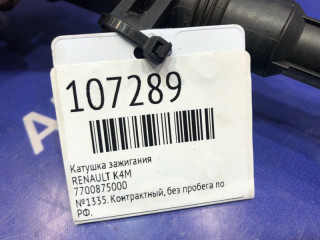 107289
Катушка зажигания
RENAULT K4M
7700875000
№1335. Контрактный, без пробега по
РФ.